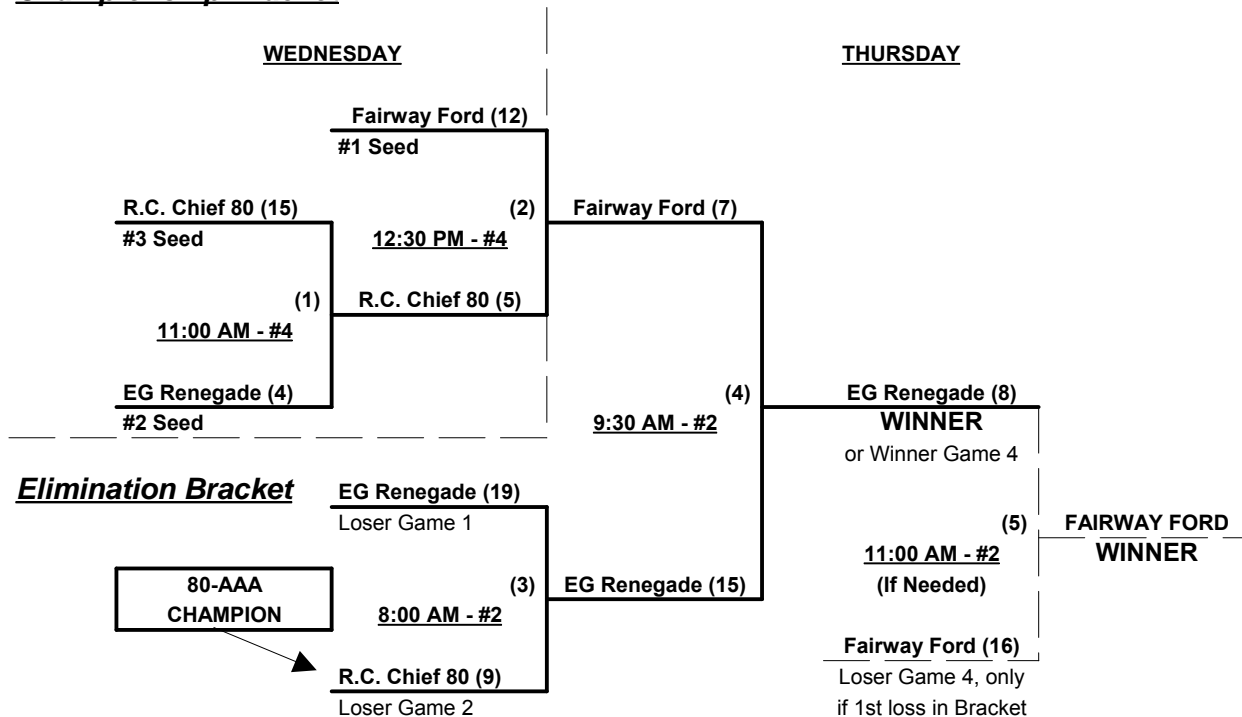 WEDNESDAY
THURSDAY
Fairway Ford (12)
#1 Seed
R.C. Chief 80 (15)
#3 Seed
(2)
12:30 PM - #4
Fairway Ford (7)
(1)
11:00 AM - #4
R.C. Chief 80 (5)
EG Renegade (4)
#2 Seed
(4)
9:30 AM - #2
EG Renegade (8)
WINNER
or Winner Game 4
Elimination Bracket
EG Renegade (19)
Loser Game 1
(5)
11:00 AM - #2
(If Needed)
FAIRWAY FORD
WINNER
80-AAA
CHAMPION
(3)
8:00 AM - #2
EG Renegade (15)
R.C. Chief 80 (9)
Loser Game 2
Fairway Ford (16)
Loser Game 4, only
if 1st loss in Bracket